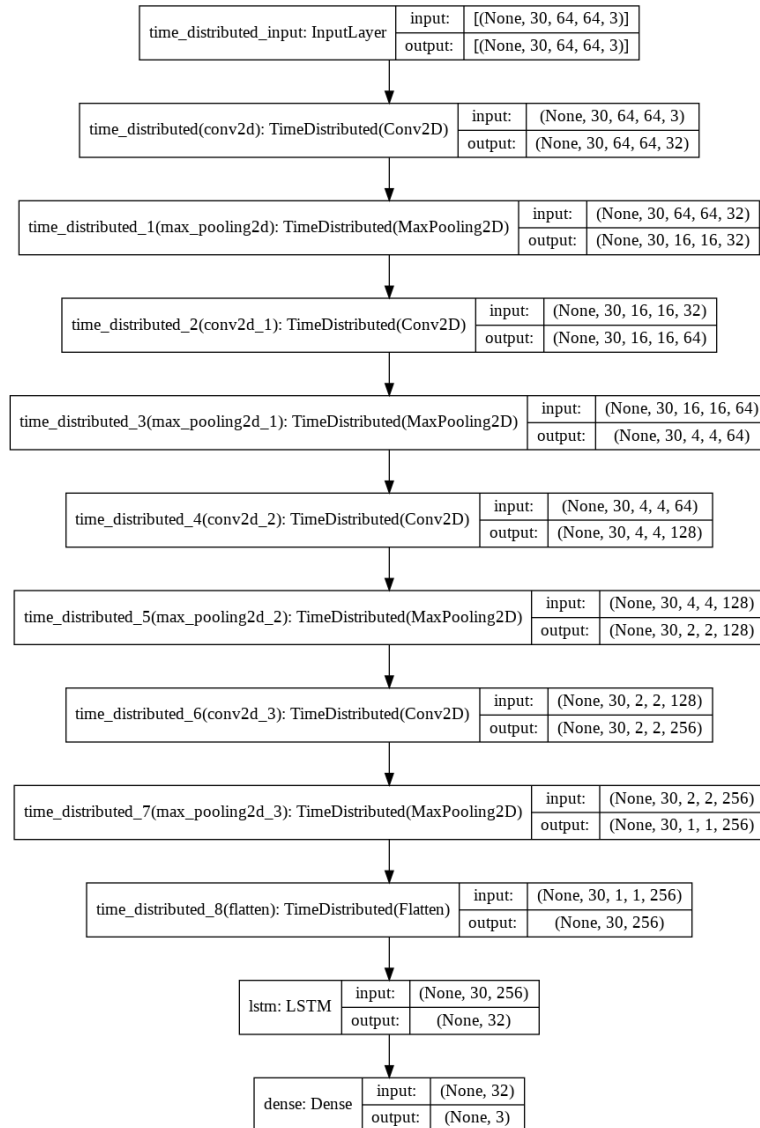 time_distributed_input: InputLayer
input: [(None, 30, 64, 64, 3)]
output: [(None, 30, 64, 64, 3)]
time_distributed(conv2d): TimeDistributed(Conv2D)
input: (None, 30, 64, 64, 3)
output: (None, 30, 64, 64, 32)
time_distributed_1(max_pooling2d): TimeDistributed(MaxPooling2D)
input: (None, 30, 64, 64, 32)
output: (None, 30, 16, 16, 32)
time_distributed_2(conv2d_1): TimeDistributed(Conv2D)
input: (None, 30, 16, 16, 32)
output: (None, 30, 16, 16, 64)
time_distributed_3(max_pooling2d_1): TimeDistributed(MaxPooling2D)
input: (None, 30, 16, 16, 64)
output: (None, 30, 4, 4, 64)
time_distributed_4(conv2d_2): TimeDistributed(Conv2D)
input: (None, 30, 4, 4, 64)
output: (None, 30, 4, 4, 128)
time_distributed_5(max_pooling2d_2): TimeDistributed(MaxPooling2D)
input: (None, 30, 4, 4, 128)
output: (None, 30, 2, 2, 128)
time_distributed_6(conv2d_3): TimeDistributed(Conv2D)
input: (None, 30, 2, 2, 128)
output: (None, 30, 2, 2, 256)
time_distributed_7(max_pooling2d_3): TimeDistributed(MaxPooling2D)
input: (None, 30, 2, 2, 256)
output: (None, 30, 1, 1, 256)
time_distributed_8(flatten): TimeDistributed(Flatten)
input: (None, 30, 1, 1, 256)
output: (None, 30, 256)
lstm: LSTM
input: (None, 30, 256)
output: (None, 32)
dense: Dense
input: (None, 32)
output: (None, 3)